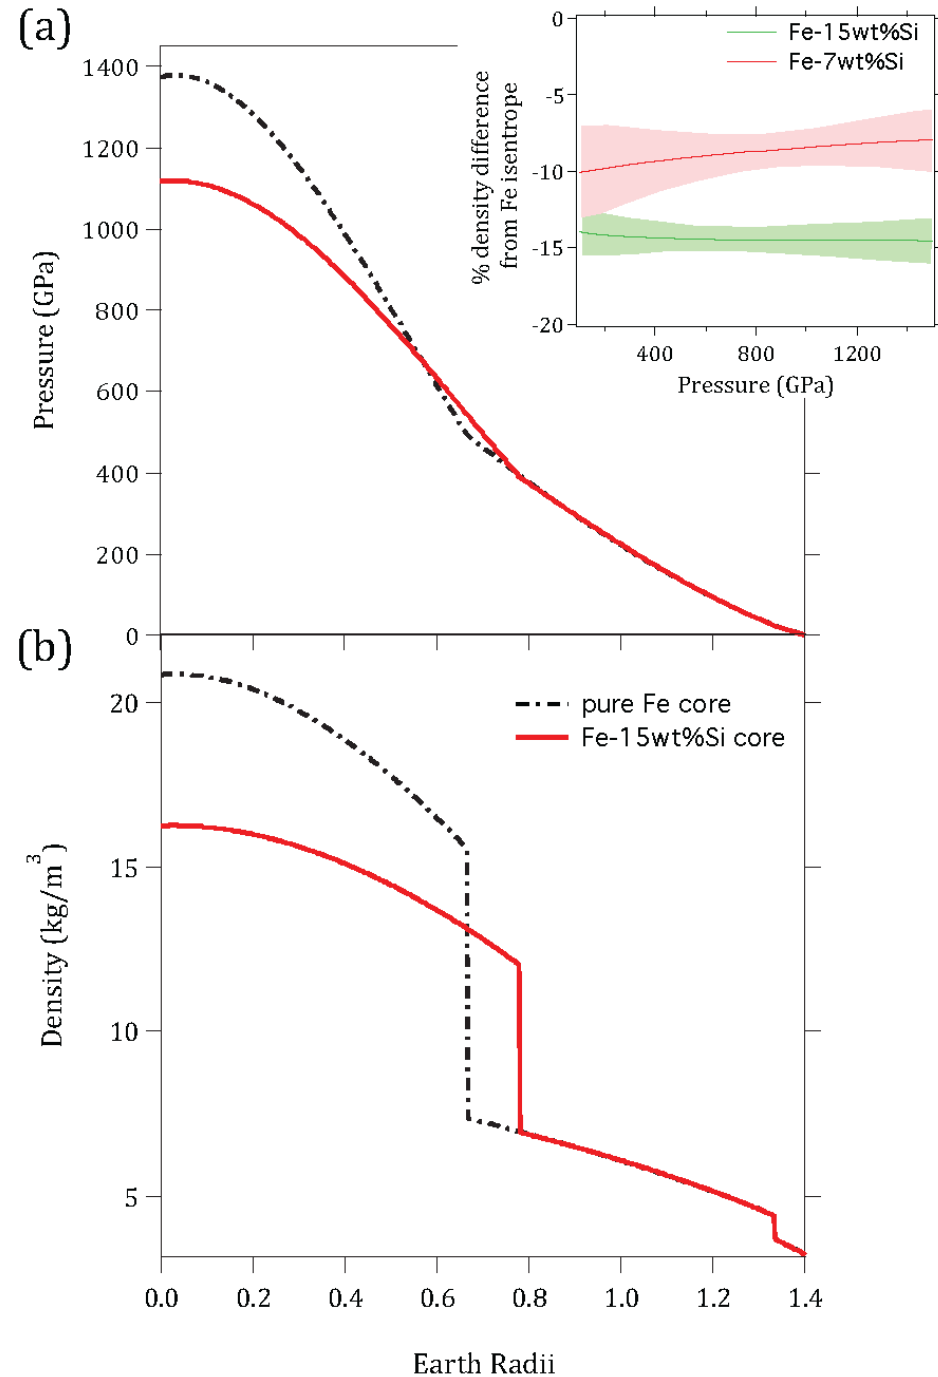 (a)
Pressure (GPa)
1400
1200
1000
800
600
400
200
0
% density difference
from Fe isentrope
0
-5
-10
-15
-20
Fe-15wt%Si
Fe-7wt%Si
400 800 1200
Pressure (GPa)
(b)
Density (kg/m³)
20
15
10
5
pure Fe core
Fe-15wt%Si core
0.0 0.2 0.4 0.6 0.8 1.0 1.2 1.4
Earth Radii